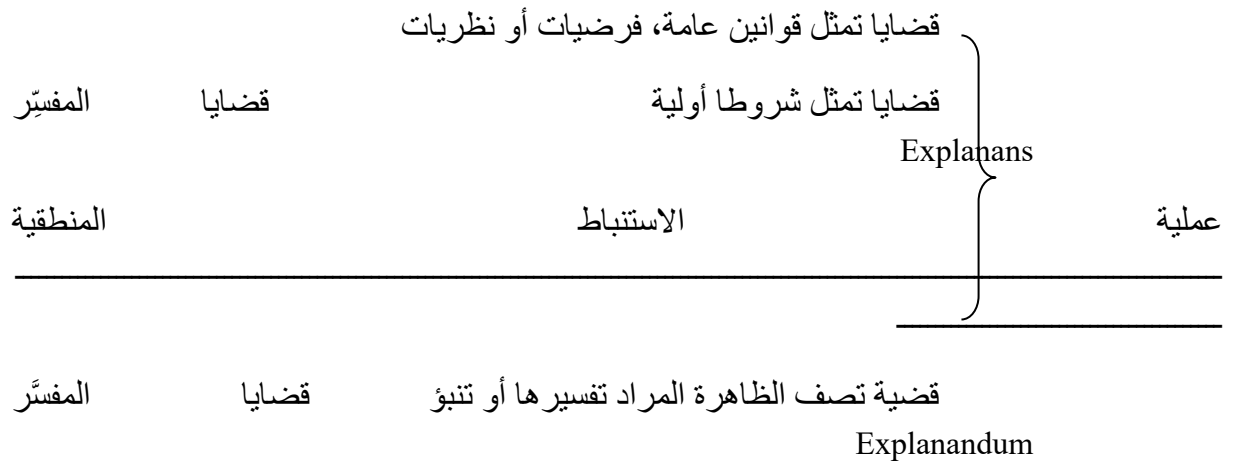 قضايا تمثل قوانين عامة، فرضيات أو نظريات
قضايا تمثل شروطا أولية قضايا المفسِّر
Explanans
عملية الاستنباط المنطقية
قضية تصف الظاهرة المراد تفسيرها أو تنبؤ قضايا المفسَّر
Explanandum